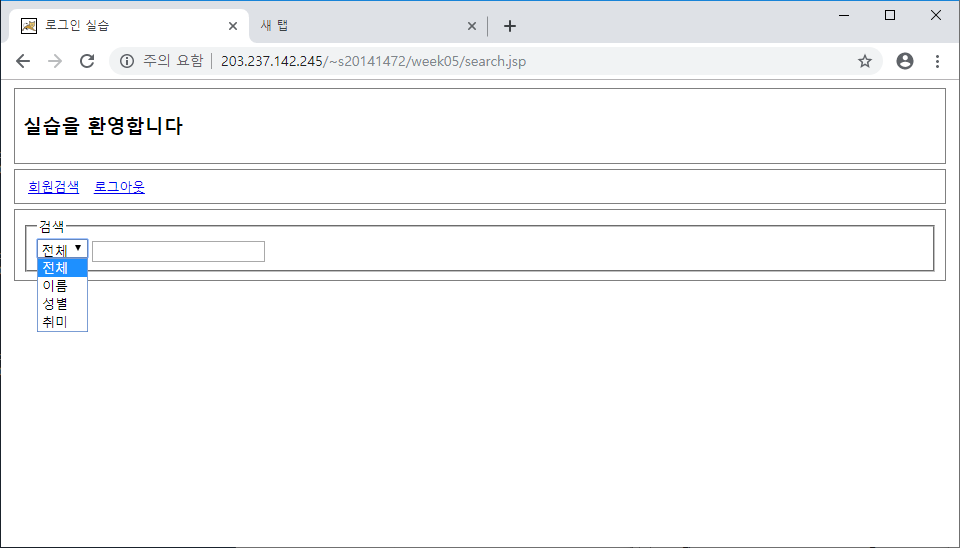 로그인 실습
새 탭
주의 요함 | 203.237.142.245/~s20141472/week05/search.jsp
실습을 환영합니다
회원검색 로그아웃
검색
전체
전체
이름
성별
취미